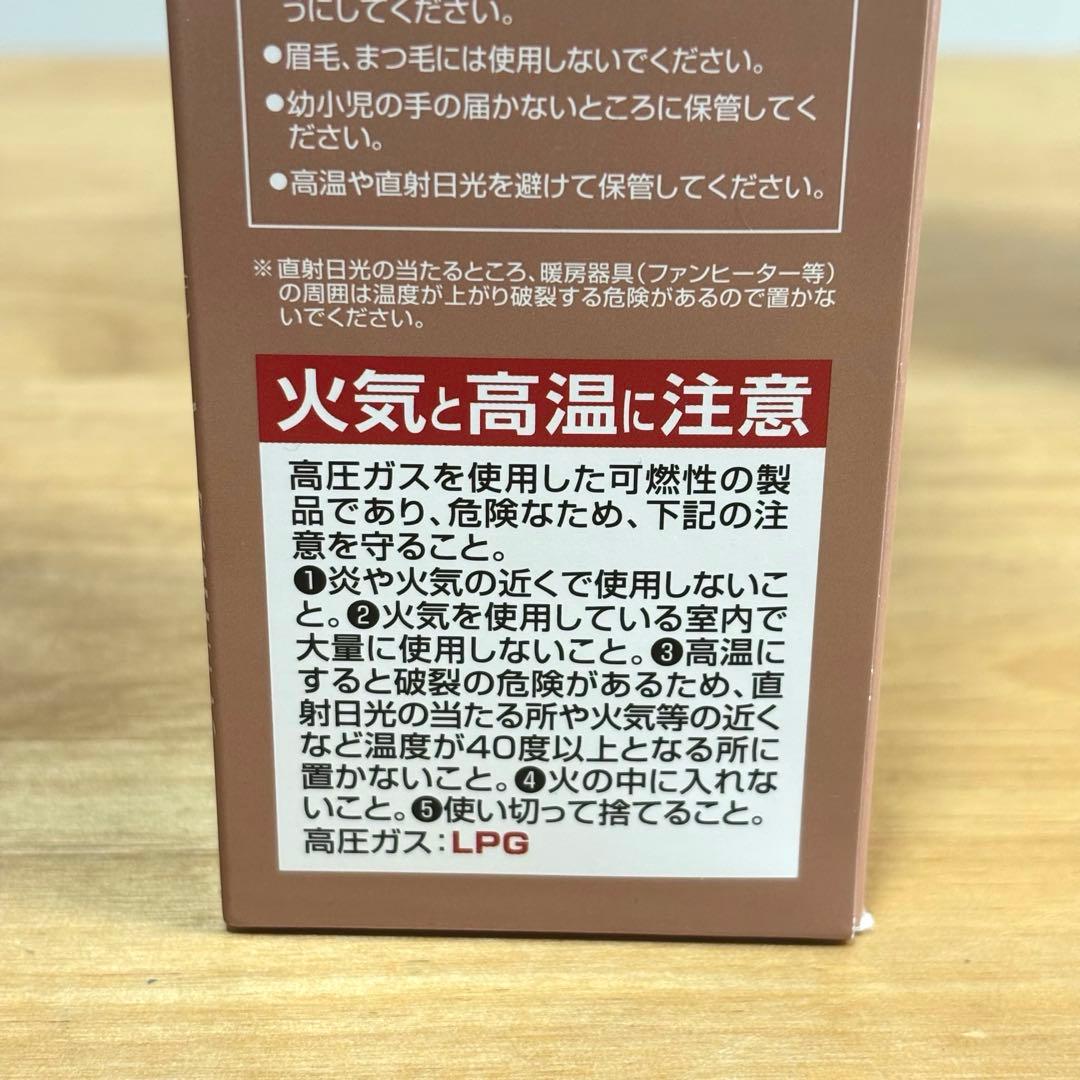 うにしてください。
●眉毛、まつ毛には使用しないでください。
●幼小児の手の届かないところに保管してく
ださい。
●高温や直射日光を避けて保管してください。
※直射日光の当たるところ、暖房器具(ファンヒーター等)
の周囲は温度が上がり破裂する危険があるので置かな
いでください。
火気と高温に注意
高圧ガスを使用した可燃性の製
品であり、危険なため、下記の注
意を守ること。
❶炎や火気の近くで使用しないこ
と。❷火気を使用している室内で
大量に使用しないこと。❸高温に
すると破裂の危険があるため、直
射日光の当たる所や火気等の近く
など温度が40度以上となる所に
置かないこと。❹火の中に入れな
いこと。❺使い切って捨てること。
高圧ガス：LPG